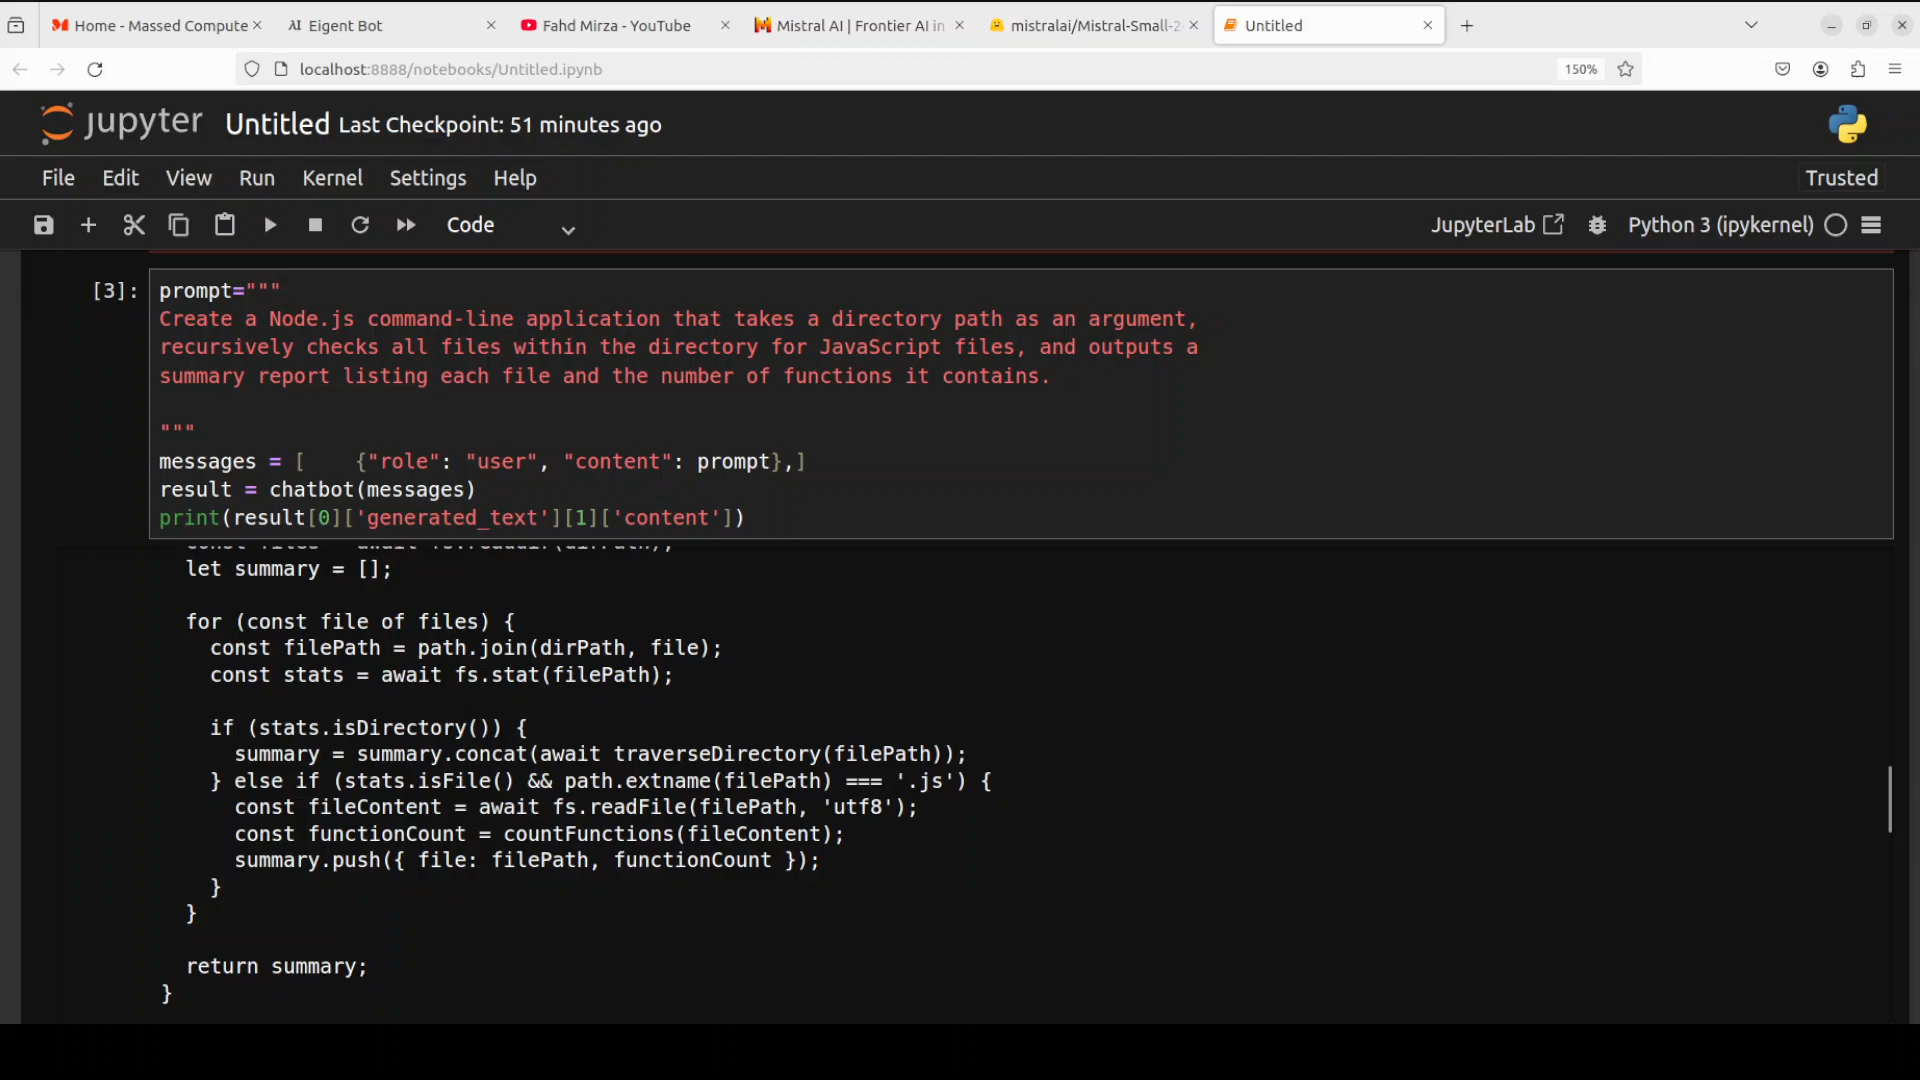 Home - Massed Compute
AI Eigent Bot
Fahd Mirza - YouTube
Mistral AI | Frontier AI in
mistralai/Mistral-Small-2
Untitled
localhost:8888/notebooks/Untitled.ipynb
150%
jupyter Untitled Last Checkpoint: 51 minutes ago
File Edit View Run Kernel Settings Help
Trusted
Code
JupyterLab
Python 3 (ipykernel)
[3]:
prompt="""
Create a Node.js command-line application that takes a directory path as an argument,
recursively checks all files within the directory for JavaScript files, and outputs a
summary report listing each file and the number of functions it contains.
"""
messages = [    {"role": "user", "content": prompt},]
result = chatbot(messages)
print(result[0]['generated_text'][1]['content'])
const files = await fs.readdir(dirPath);
let summary = [];
for (const file of files) {
const filePath = path.join(dirPath, file);
const stats = await fs.stat(filePath);
if (stats.isDirectory()) {
summary = summary.concat(await traverseDirectory(filePath));
} else if (stats.isFile() && path.extname(filePath) === '.js') {
const fileContent = await fs.readFile(filePath, 'utf8');
const functionCount = countFunctions(fileContent);
summary.push({ file: filePath, functionCount });
}
}
return summary;
}